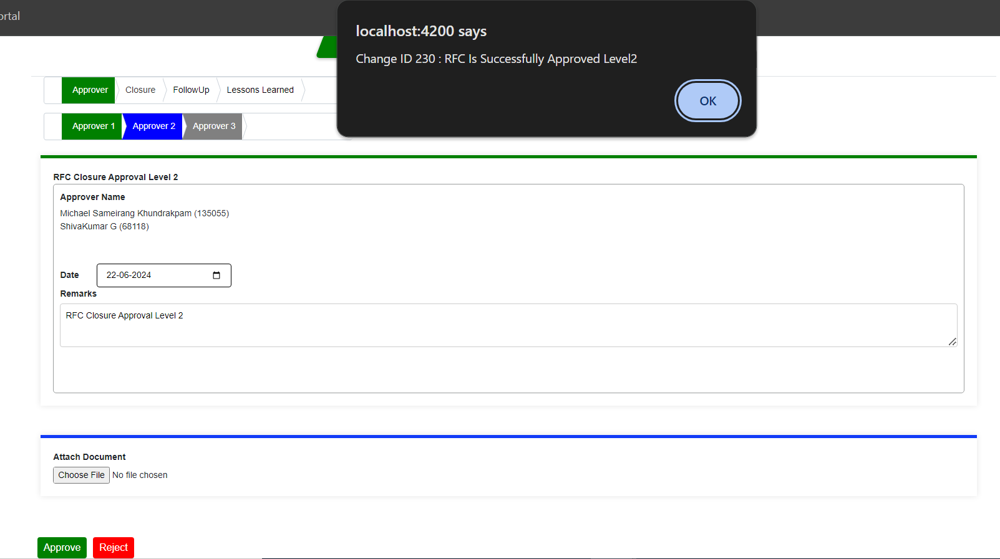 ortal
localhost:4200 says
Change ID 230 : RFC Is Successfully Approved Level2
OK
Approver Closure FollowUp Lessons Learned
Approver 1 Approver 2 Approver 3
RFC Closure Approval Level 2
Approver Name
Michael Sameirang Khundrakpam (135055)
ShivaKumar G (68118)
Date 22-06-2024
Remarks
RFC Closure Approval Level 2
Attach Document
Choose File No file chosen
Approve Reject